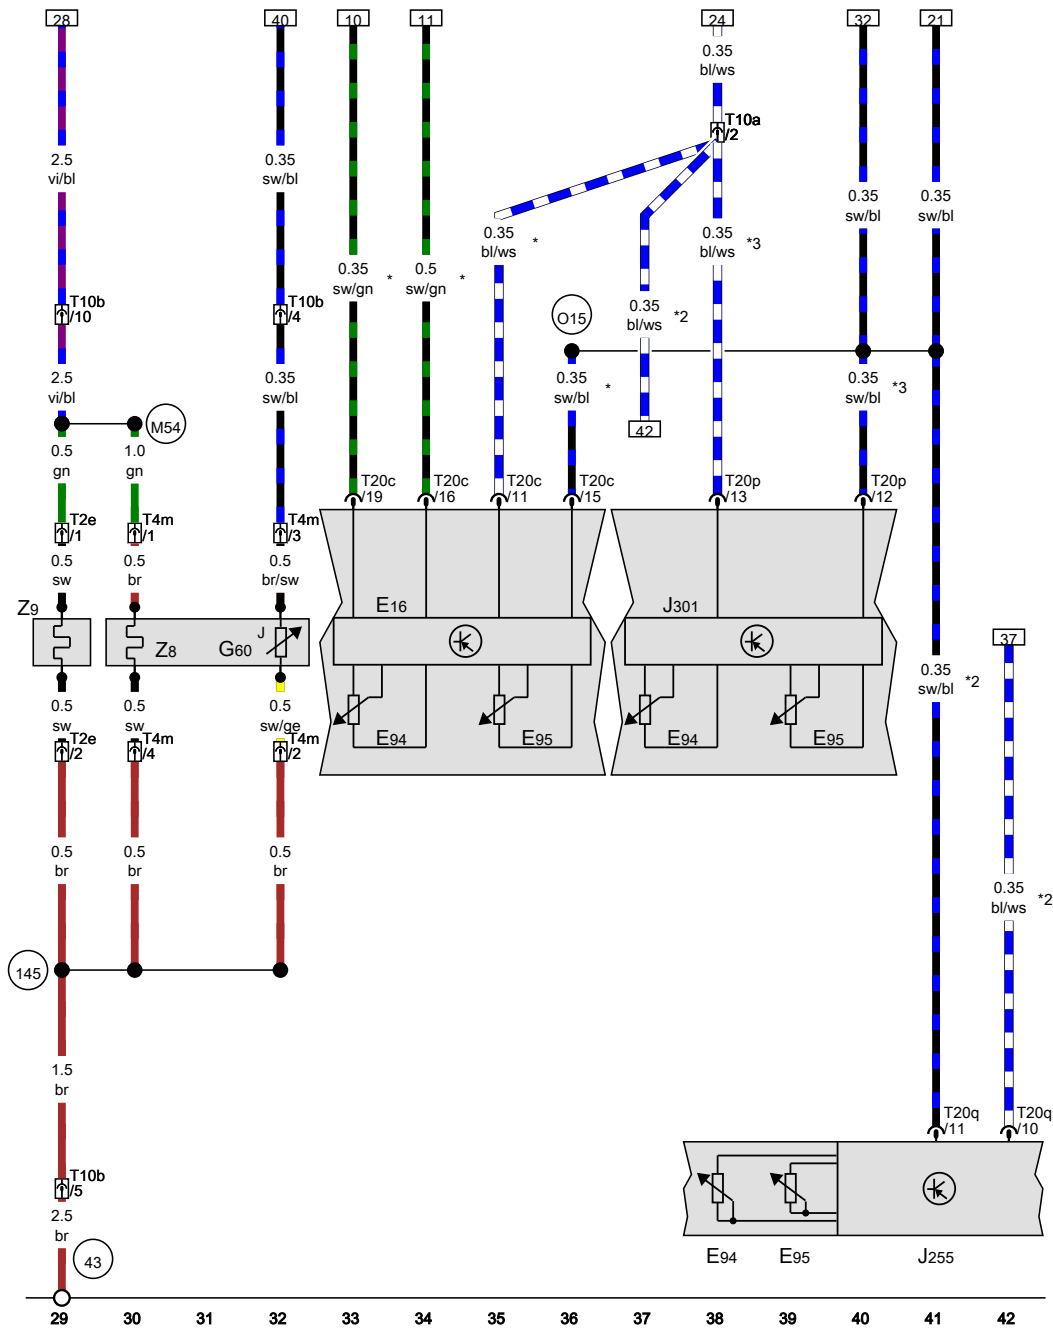 28 40 10 11 24 32 21
0.35
bl/ws
T10a
/2
2.5
vi/bl
0.35
sw/bl
0.35
sw/bl
0.35
sw/bl
0.35
bl/ws *
0.35
bl/ws *3
0.35
sw/gn *
0.5
sw/gn *
T10b
/10
T10b
/4
0.35
bl/ws *2
O15
2.5
vi/bl
0.35
sw/bl
0.35
sw/bl *
0.35
sw/bl *3
M54
42
0.5
gn
1.0
gn
T20c
/19
T20c
/16
T20c
/11
T20c
/15
T20p
/13
T20p
/12
T2e
/1
T4m
/1
T4m
/3
0.5
sw
0.5
br
0.5
br/sw
Z9
E16
J301
Z8
G60
J
37
0.35
sw/bl *2
0.5
sw
0.5
sw
0.5
sw/ge
E94
E95
E94
E95
T2e
/2
T4m
/4
T4m
/2
0.5
br
0.5
br
0.5
br
0.35
bl/ws *2
145
1.5
br
T20q
/11
T20q
/10
T10b
/5
2.5
br
43
E94 E95 J255
29 30 31 32 33 34 35 36 37 38 39 40 41 42